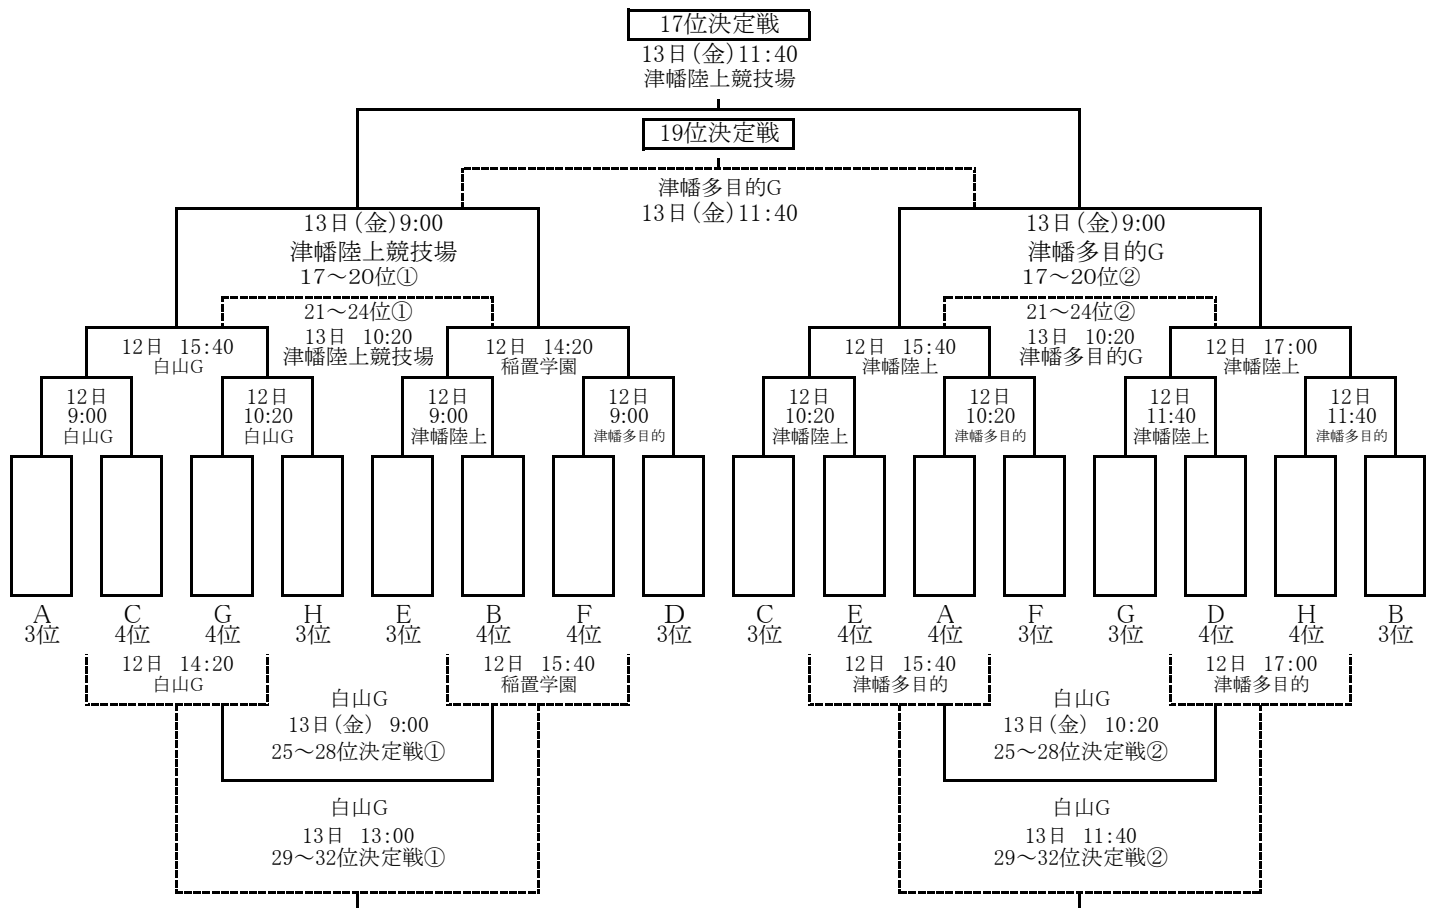 17位決定戦
13日(金)11:40
津幡陸上競技場
19位決定戦
津幡多目的G
13日(金)11:40
13日(金)9:00
津幡陸上競技場
17～20位①
13日(金)9:00
津幡多目的G
17～20位②
21～24位①
13日 10:20
津幡陸上競技場
21～24位②
13日 10:20
津幡多目的G
12日 15:40
白山G
12日 14:20
稲置学園
12日 15:40
津幡陸上
12日 17:00
津幡陸上
12日
9:00
白山G
12日
10:20
白山G
12日
9:00
津幡陸上
12日
9:00
津幡多目的
12日
10:20
津幡陸上
12日
10:20
津幡多目的
12日
11:40
津幡陸上
12日
11:40
津幡多目的
A C G H E B F D C E A F G D H B
3位 4位 4位 3位 3位 4位 4位 3位 3位 4位 4位 3位 3位 4位 4位 3位
12日 14:20
白山G
12日 15:40
稲置学園
12日 15:40
津幡多目的
12日 17:00
津幡多目的
白山G
13日(金) 9:00
25～28位決定戦①
白山G
13日(金) 10:20
25～28位決定戦②
白山G
13日 13:00
29～32位決定戦①
白山G
13日 11:40
29～32位決定戦②